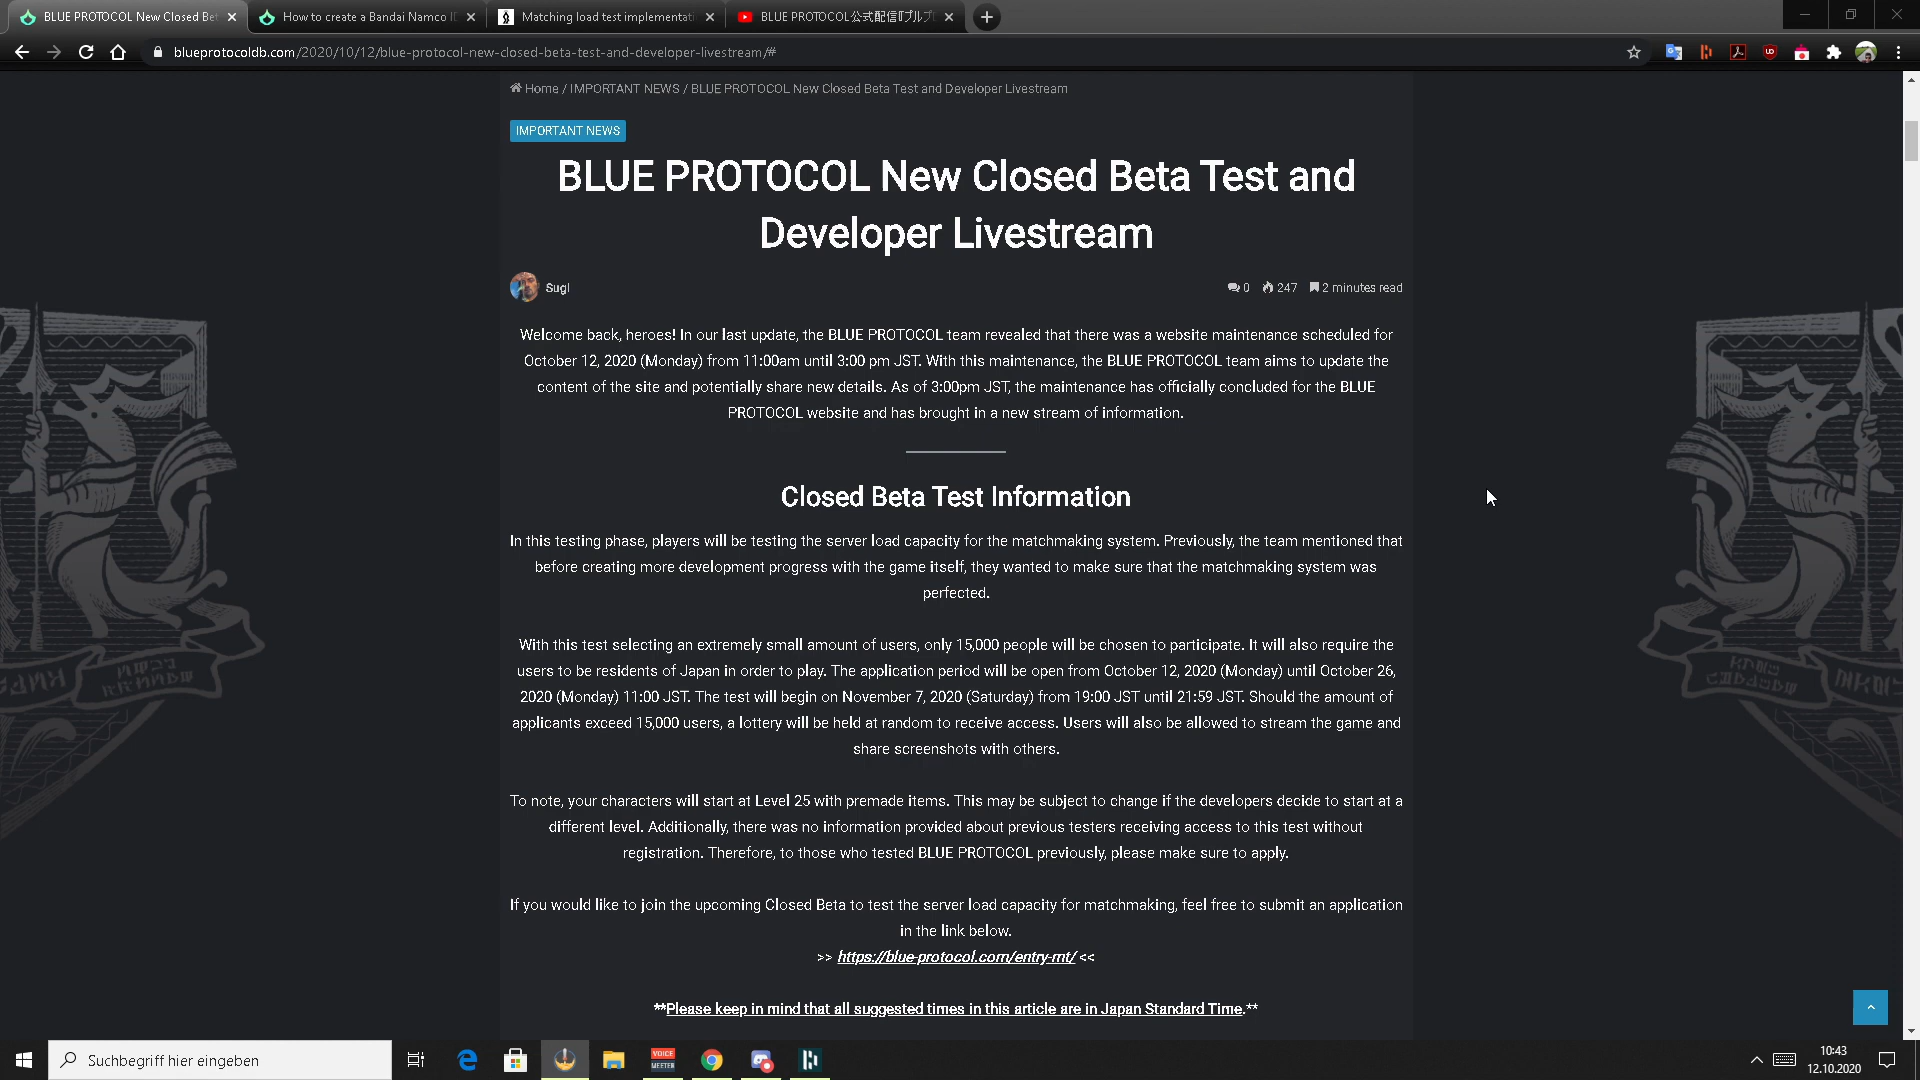 BLUE PROTOCOL New Closed Bet
How to create a Bandai Namco ID
Matching load test implementati
BLUE PROTOCOL公式配信『ブルプ
blueprotocoldb.com/2020/10/12/blue-protocol-new-closed-beta-test-and-developer-livestream/#
Home / IMPORTANT NEWS / BLUE PROTOCOL New Closed Beta Test and Developer Livestream
IMPORTANT NEWS
BLUE PROTOCOL New Closed Beta Test and
Developer Livestream
Sugl
0 247 2 minutes read
Welcome back, heroes! In our last update, the BLUE PROTOCOL team revealed that there was a website maintenance scheduled for
October 12, 2020 (Monday) from 11:00am until 3:00 pm JST. With this maintenance, the BLUE PROTOCOL team aims to update the
content of the site and potentially share new details. As of 3:00pm JST, the maintenance has officially concluded for the BLUE
PROTOCOL website and has brought in a new stream of information.
Closed Beta Test Information
In this testing phase, players will be testing the server load capacity for the matchmaking system. Previously, the team mentioned that
before creating more development progress with the game itself, they wanted to make sure that the matchmaking system was
perfected.
With this test selecting an extremely small amount of users, only 15,000 people will be chosen to participate. It will also require the
users to be residents of Japan in order to play. The application period will be open from October 12, 2020 (Monday) until October 26,
2020 (Monday) 11:00 JST. The test will begin on November 7, 2020 (Saturday) from 19:00 JST until 21:59 JST. Should the amount of
applicants exceed 15,000 users, a lottery will be held at random to receive access. Users will also be allowed to stream the game and
share screenshots with others.
To note, your characters will start at Level 25 with premade items. This may be subject to change if the developers decide to start at a
different level. Additionally, there was no information provided about previous testers receiving access to this test without
registration. Therefore, to those who tested BLUE PROTOCOL previously, please make sure to apply.
If you would like to join the upcoming Closed Beta to test the server load capacity for matchmaking, feel free to submit an application
in the link below.
>> https://blue-protocol.com/entry-mt/ <<
**Please keep in mind that all suggested times in this article are in Japan Standard Time.**
Suchbegriff hier eingeben
VOICE
MEETER
10:43
12.10.2020